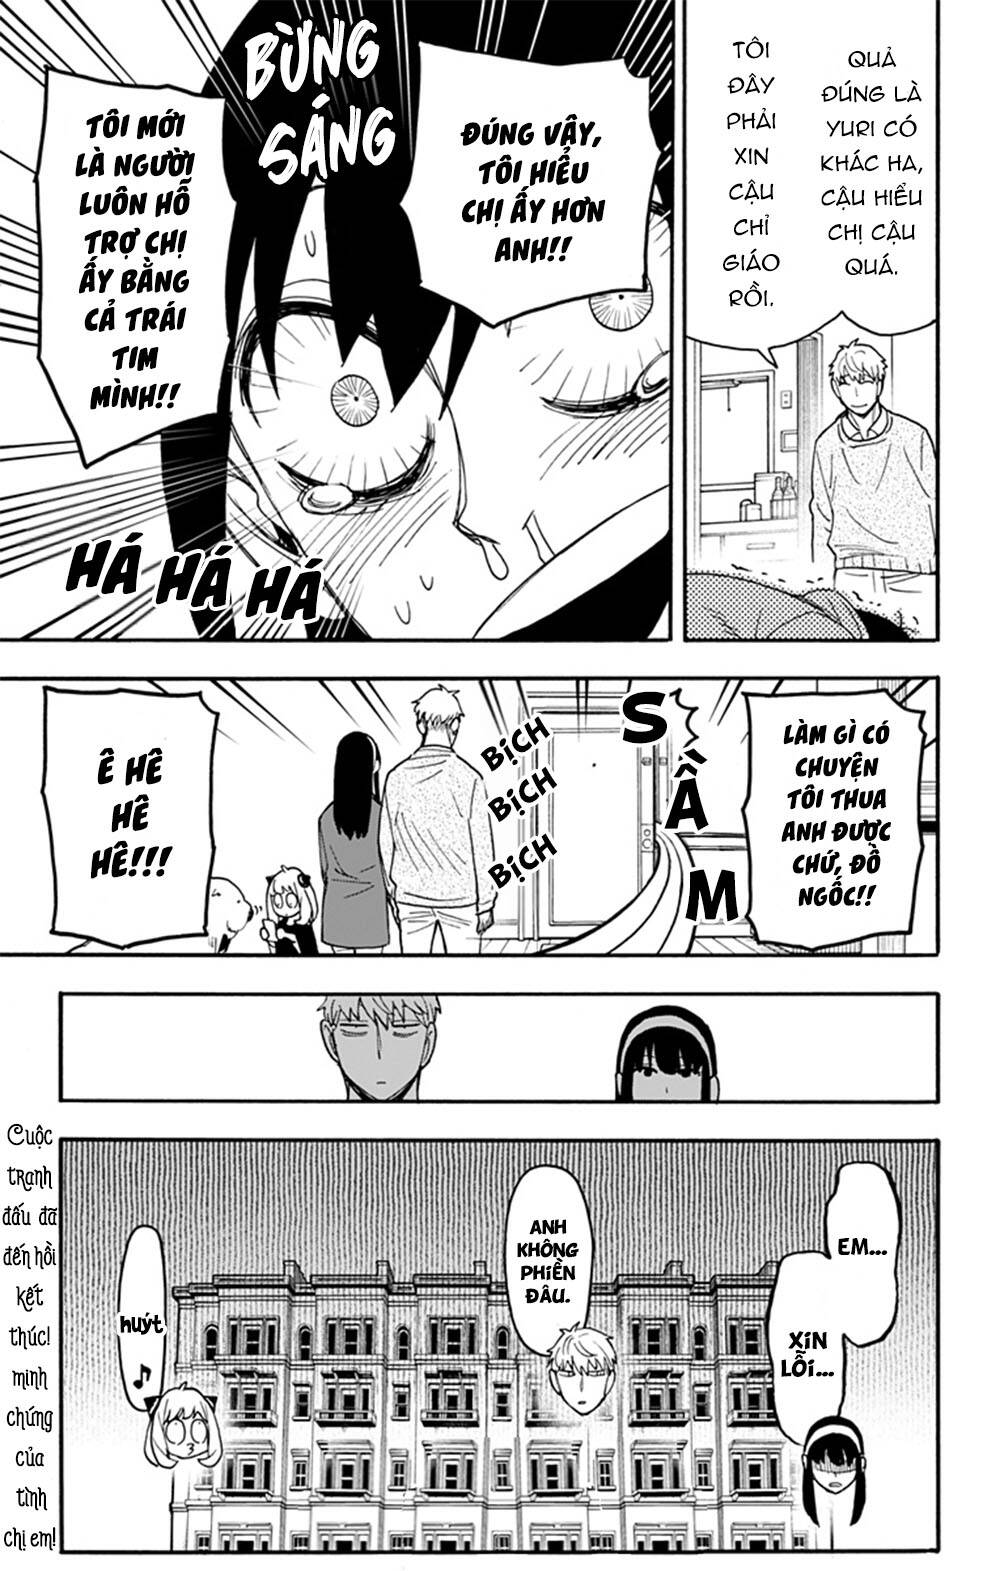 QUẢ
ĐÚNG LÀ
YURI CÓ
KHÁC HA,
CẬU HIỂU
CHỊ CẬU
QUÁ.
TÔI
ĐÂY
PHẢI
XIN
CẬU
CHỈ
GIÁO
RỒI.
BỪNG
SÁNG
ĐÚNG VẬY,
TÔI HIỂU
CHỊ ẤY HƠN
ANH!!
TÔI MỚI
LÀ NGƯỜI
LUÔN HỖ
TRỢ CHỊ
ẤY BẰNG
CẢ TRÁI
TIM
MÌNH!!
HÁ HÁ HÁ
LÀM GÌ CÓ
CHUYỆN
TÔI THUA
ANH ĐƯỢC
CHỨ, ĐỒ
NGỐC!!
SẦM
BỊCH
BỊCH
BỊCH
Ê HÊ
HÊ
HÊ!!!
EM...
XIN
LỖI...
ANH
KHÔNG
PHIỀN
ĐÂU.
huýt
Cuộc
tranh
đấu đã
đến hồi
kết
thúc!
minh
chứng
của
tình
chị em!